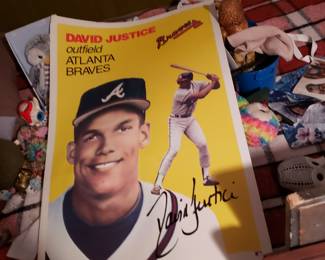 DAVID JUSTICE
outfield
ATLANTA
BRAVES
Braves
David Justice